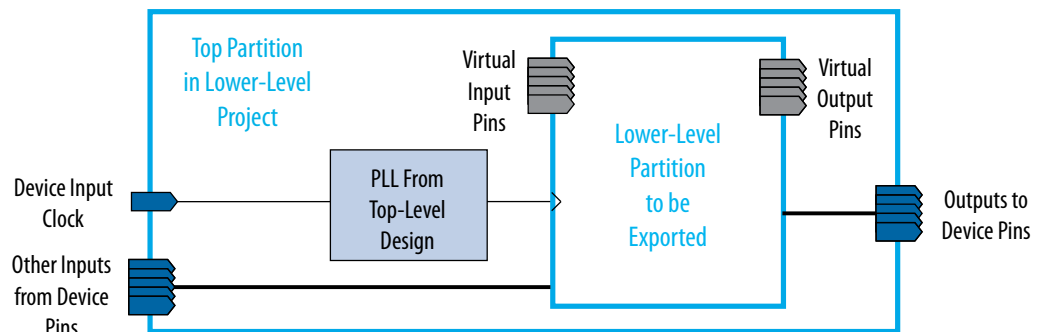 Top Partition
in Lower-Level
Project
Virtual
Input
Pins
Virtual
Output
Pins
Lower-Level
Partition
to be
Exported
Device Input
Clock
PLL From
Top-Level
Design
Outputs to
Device Pins
Other Inputs
from Device
Pins